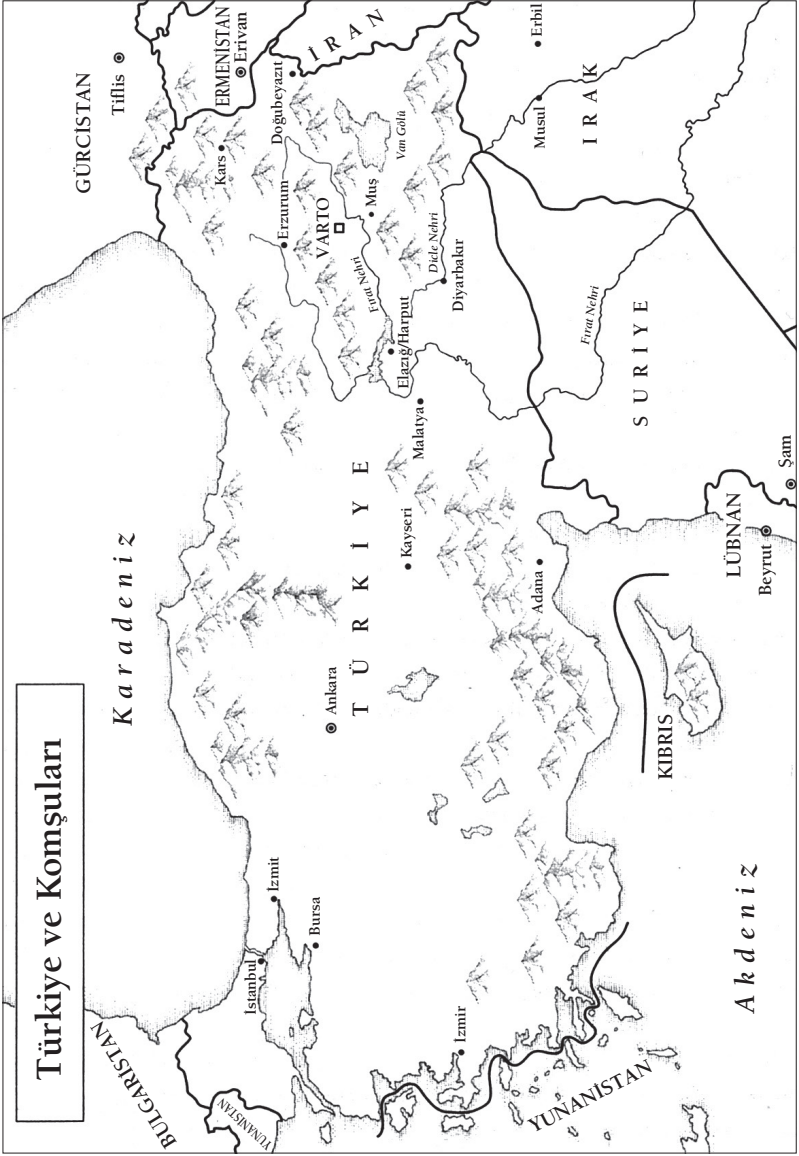 Türkiye ve Komşuları
BULGARİSTAN
YUNANİSTAN
Karadeniz
GÜRCİSTAN
Tiflis
ERMENİSTAN
Erivan
İRAN
Doğubeyazıt
Kars
Erzurum
VARTO
Muş
Van Gölü
Fırat Nehri
Dicle Nehri
Elazığ/Harput
Diyarbakır
Malatya
TÜRKİYE
Kayseri
Ankara
Adana
İstanbul
İzmit
Bursa
İzmir
YUNANİSTAN
Akdeniz
KIBRIS
LÜBNAN
Beyrut
Şam
SURİYE
Fırat Nehri
IRAK
Musul
Erbil